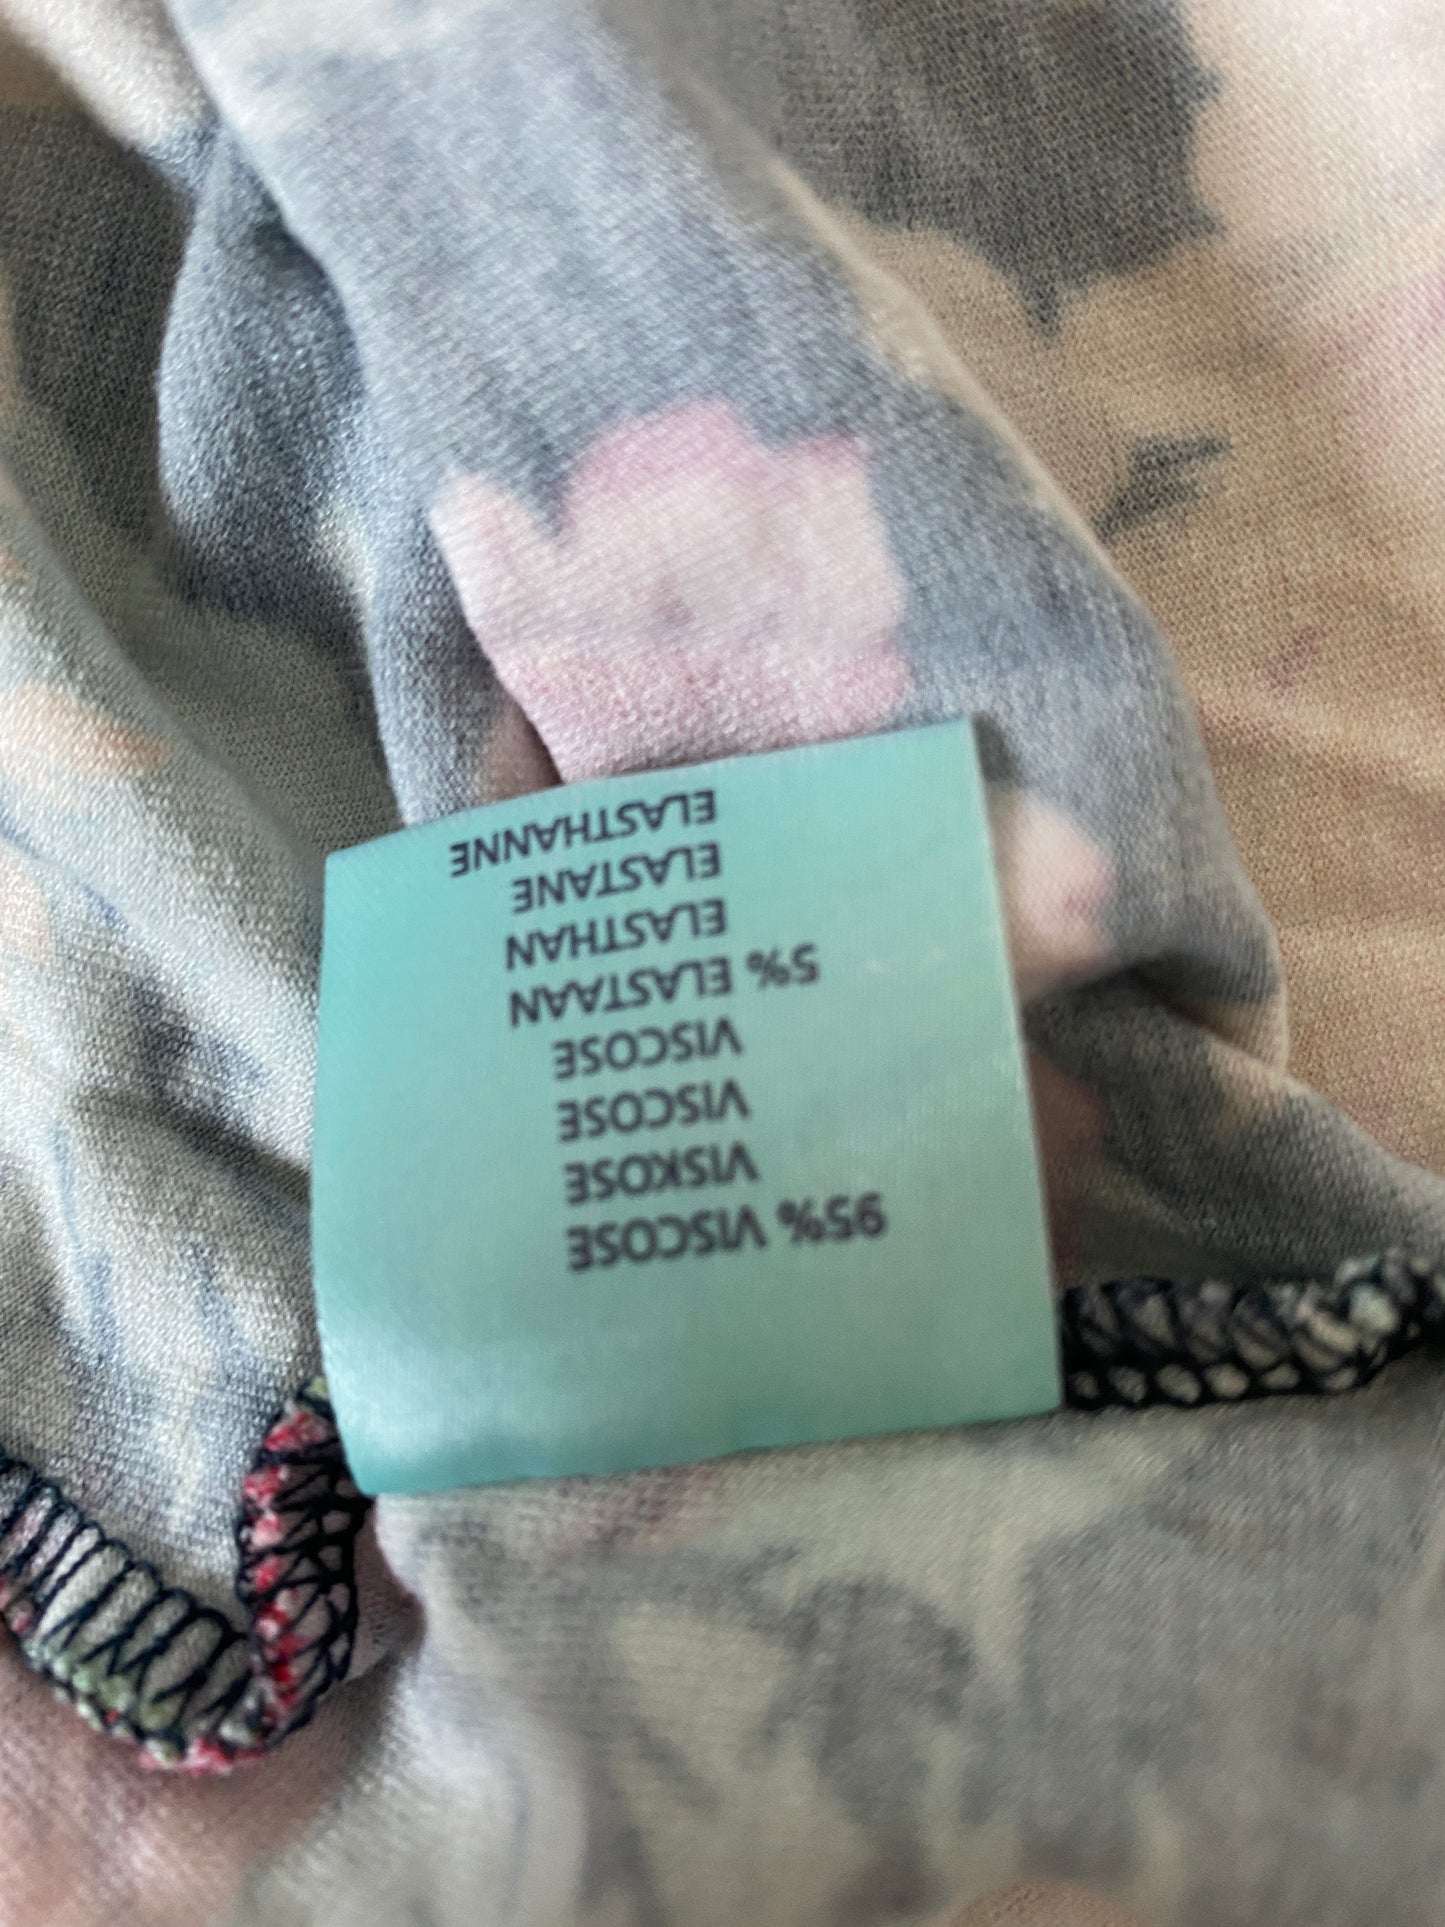 95% VISCOSE
VISKOSE
VISCOSE
VISCOSE
5% ELASTAAN
ELASTHAN
ELASTANE
ELASTHANNE